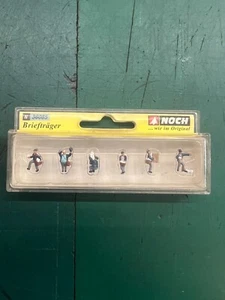 NOCH
Briefträger
...wie im Original